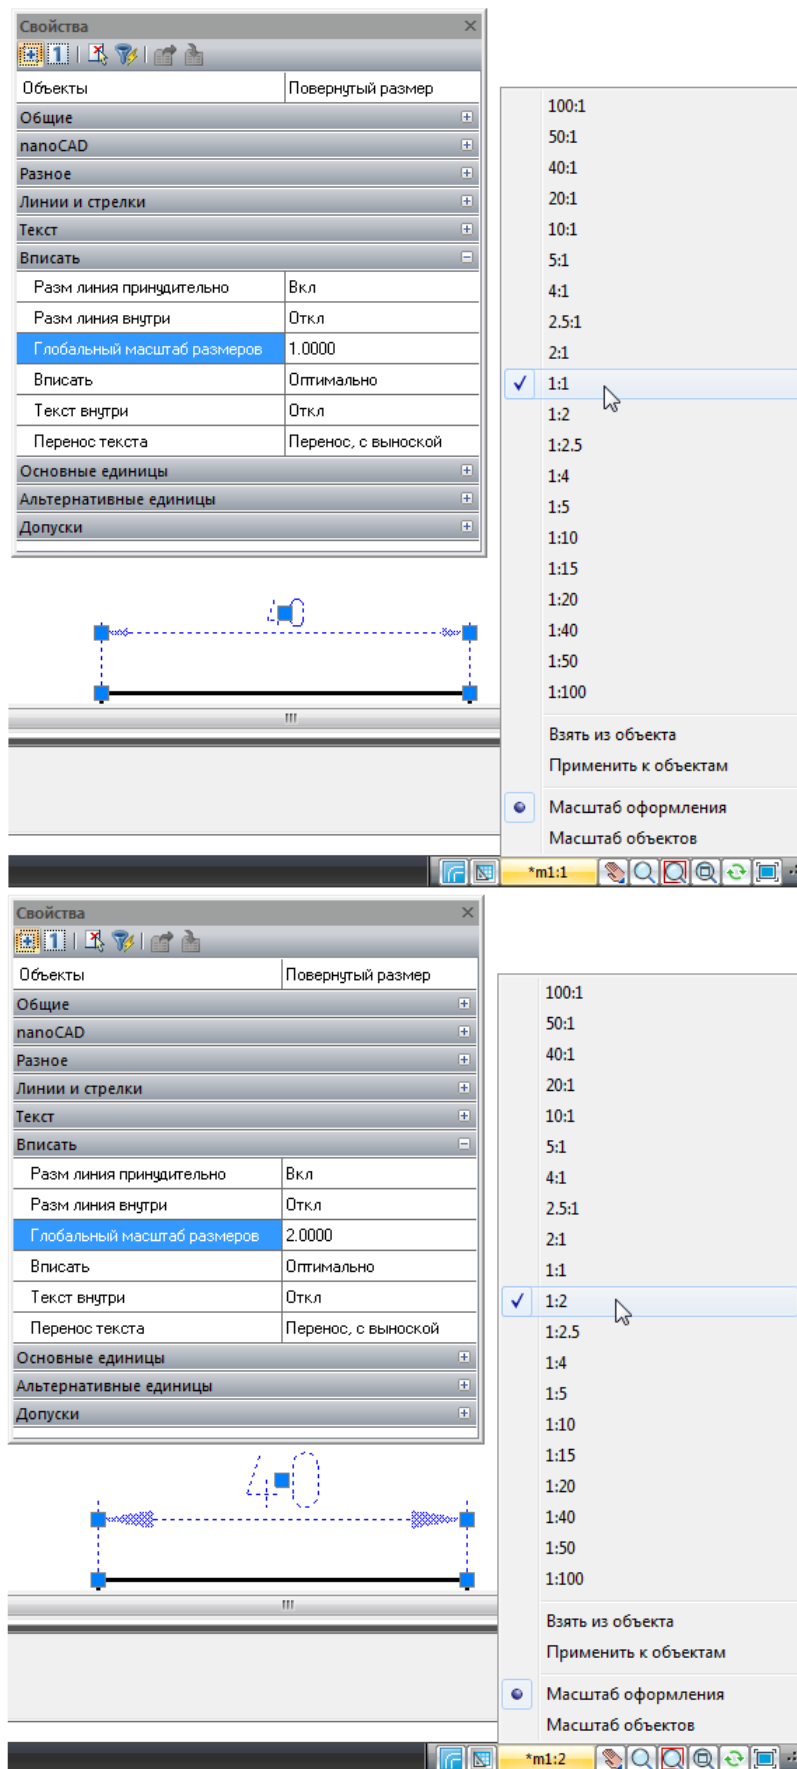 Свойства
1
Объекты Повернутый размер
Общие
nanoCAD
Разное
Линии и стрелки
Текст
Вписать
Разм линия принудительно Вкл
Разм линия внутри Откл
Глобальный масштаб размеров 1.0000
Вписать Оптимально
Текст внутри Откл
Перенос текста Перенос, с выноской
Основные единицы
Альтернативные единицы
Допуски
40
100:1
50:1
40:1
20:1
10:1
5:1
4:1
2.5:1
2:1
1:1
1:2
1:2.5
1:4
1:5
1:10
1:15
1:20
1:40
1:50
1:100
Взять из объекта
Применить к объектам
Масштаб оформления
Масштаб объектов
*m1:1
Свойства
1
Объекты Повернутый размер
Общие
nanoCAD
Разное
Линии и стрелки
Текст
Вписать
Разм линия принудительно Вкл
Разм линия внутри Откл
Глобальный масштаб размеров 2.0000
Вписать Оптимально
Текст внутри Откл
Перенос текста Перенос, с выноской
Основные единицы
Альтернативные единицы
Допуски
40
100:1
50:1
40:1
20:1
10:1
5:1
4:1
2.5:1
2:1
1:1
1:2
1:2.5
1:4
1:5
1:10
1:15
1:20
1:40
1:50
1:100
Взять из объекта
Применить к объектам
Масштаб оформления
Масштаб объектов
*m1:2